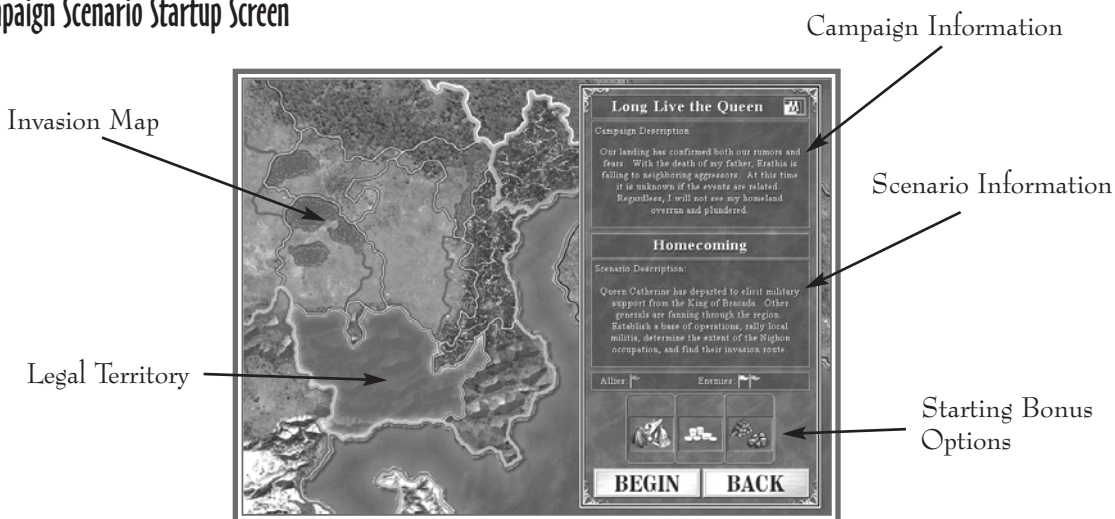 paign Scenario Startup Screen
Campaign Information
Invasion Map
Scenario Information
Legal Territory
Starting Bonus
Options
Long Live the Queen
Campaign Description
Our landing has confirmed both our rumors and
fears. With the death of my father, Erathia is
falling to neighboring aggressors. At this time
it is unknown if the events are related.
Regardless, I will not see my homeland
overrun and plundered.
Homecoming
Scenario Description:
Queen Catherine has departed to elicit military
support from the King of Bracada. Other
generals are fanning through the region.
Establish a base of operations, rally local
militia, determine the extent of the Nighon
occupation, and find their invasion route.
Allies: Enemies:
BEGIN BACK